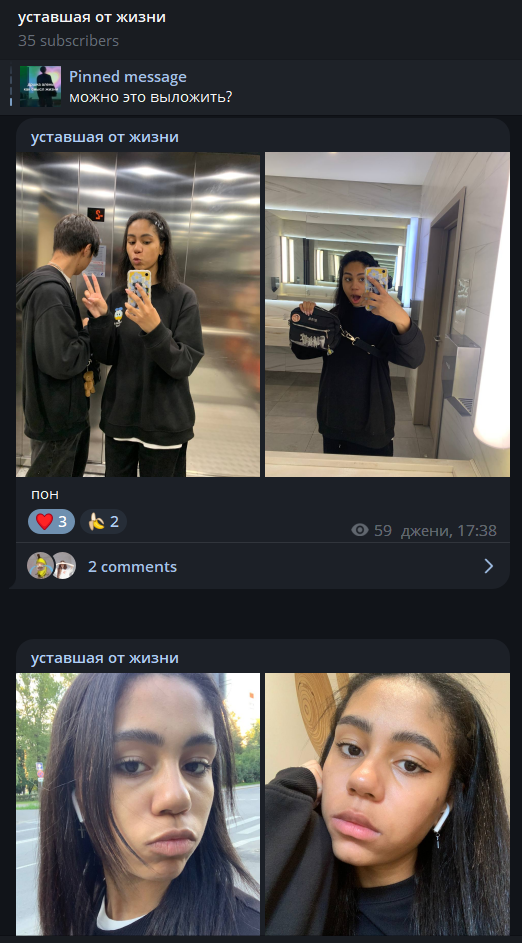 уставшая от жизни
35 subscribers
Pinned message
можно это выложить?
уставшая от жизни
пон
3
2
59 джени, 17:38
2 comments
уставшая от жизни